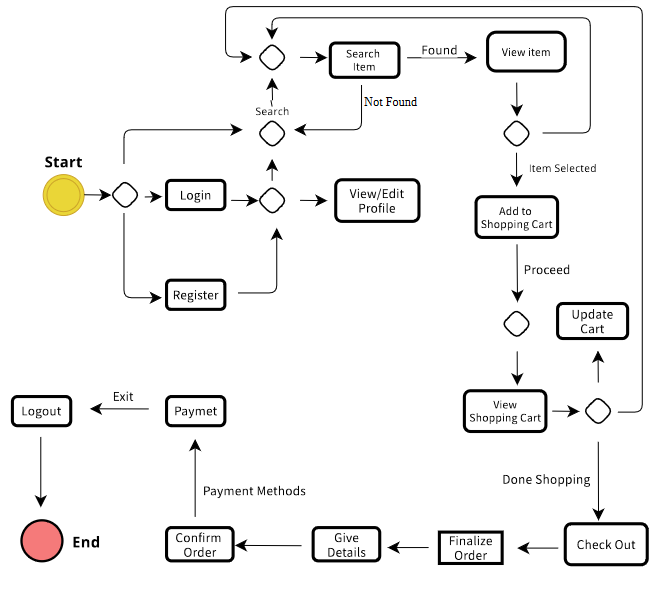 Search
Item
Found
View item
Not Found
Search
Start
Item Selected
Login
View/Edit
Profile
Add to
Shopping Cart
Proceed
Register
Update
Cart
Exit
Logout
Paymet
View
Shopping Cart
Done Shopping
Payment Methods
End
Confirm
Order
Give
Details
Finalize
Order
Check Out